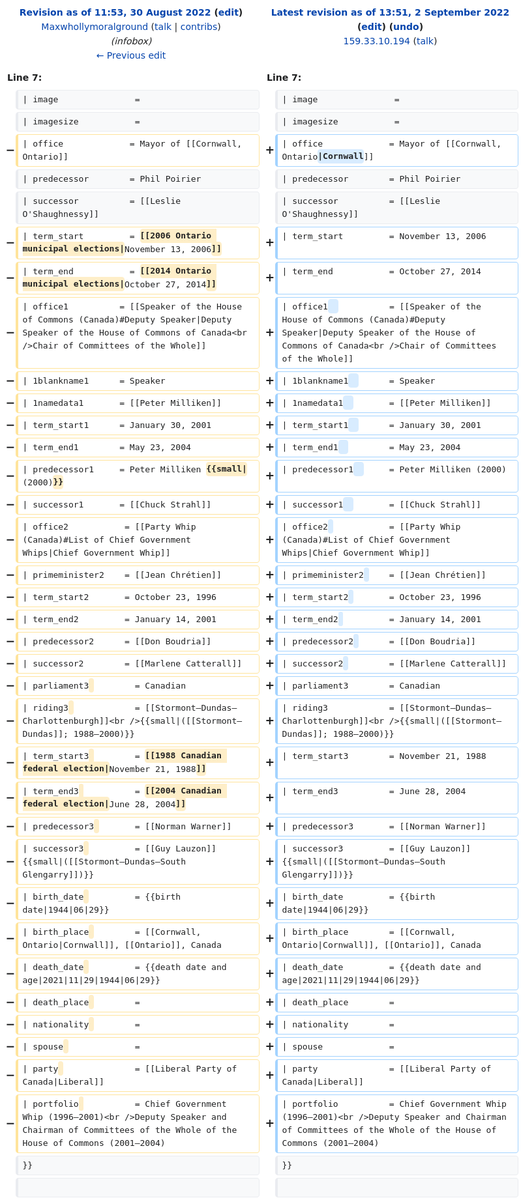 Revision as of 11:53, 30 August 2022 (edit)
Maxwhollymoralground (talk | contribs)
(infobox)
← Previous edit
Line 7:
| image =
| imagesize =
− | office = Mayor of [[Cornwall,
Ontario]]
| predecessor = Phil Poirier
| successor = [[Leslie
O'Shaughnessy]]
− | term_start = [[2006 Ontario
municipal elections|November 13, 2006]]
− | term_end = [[2014 Ontario
municipal elections|October 27, 2014]]
− | office1 = [[Speaker of the House
of Commons (Canada)#Deputy Speaker|Deputy
Speaker of the House of Commons of Canada<br
/>Chair of Committees of the Whole]]
− | 1blankname1 = Speaker
− | 1namedata1 = [[Peter Milliken]]
− | term_start1 = January 30, 2001
− | term_end1 = May 23, 2004
− | predecessor1 = Peter Milliken {{small|
(2000)}}
− | successor1 = [[Chuck Strahl]]
− | office2 = [[Party Whip
(Canada)#List of Chief Government
Whips|Chief Government Whip]]
− | primeminister2 = [[Jean Chrétien]]
− | term_start2 = October 23, 1996
− | term_end2 = January 14, 2001
− | predecessor2 = [[Don Boudria]]
− | successor2 = [[Marlene Catterall]]
− | parliament3 = Canadian
− | riding3 = [[Stormont—Dundas—
Charlottenburgh]]<br />{{small|([[Stormont—
Dundas]]; 1988–2000)}}
− | term_start3 = [[1988 Canadian
federal election|November 21, 1988]]
− | term_end3 = [[2004 Canadian
federal election|June 28, 2004]]
− | predecessor3 = [[Norman Warner]]
− | successor3 = [[Guy Lauzon]]
{{small|([[Stormont—Dundas—South
Glengarry]])}}
− | birth_date = {{birth
date|1944|06|29}}
− | birth_place = [[Cornwall,
Ontario|Cornwall]], [[Ontario]], Canada
− | death_date = {{death date and
age|2021|11|29|1944|06|29}}
− | death_place =
− | nationality =
− | spouse =
− | party = [[Liberal Party of
Canada|Liberal]]
− | portfolio = Chief Government
Whip (1996–2001)<br />Deputy Speaker and
Chairman of Committees of the Whole of the
House of Commons (2001–2004)
}}
Latest revision as of 13:51, 2 September 2022
(edit) (undo)
159.33.10.194 (talk)
Line 7:
| image =
| imagesize =
+ | office = Mayor of [[Cornwall,
Ontario|Cornwall]]
| predecessor = Phil Poirier
| successor = [[Leslie
O'Shaughnessy]]
+ | term_start = November 13, 2006
+ | term_end = October 27, 2014
+ | office1 = [[Speaker of the
House of Commons (Canada)#Deputy
Speaker|Deputy Speaker of the House of
Commons of Canada<br />Chair of Committees
of the Whole]]
+ | 1blankname1 = Speaker
+ | 1namedata1 = [[Peter Milliken]]
+ | term_start1 = January 30, 2001
+ | term_end1 = May 23, 2004
+ | predecessor1 = Peter Milliken (2000)
+ | successor1 = [[Chuck Strahl]]
+ | office2 = [[Party Whip
(Canada)#List of Chief Government
Whips|Chief Government Whip]]
+ | primeminister2 = [[Jean Chrétien]]
+ | term_start2 = October 23, 1996
+ | term_end2 = January 14, 2001
+ | predecessor2 = [[Don Boudria]]
+ | successor2 = [[Marlene Catterall]]
+ | parliament3 = Canadian
+ | riding3 = [[Stormont—Dundas—
Charlottenburgh]]<br />{{small|([[Stormont—
Dundas]]; 1988–2000)}}
+ | term_start3 = November 21, 1988
+ | term_end3 = June 28, 2004
+ | predecessor3 = [[Norman Warner]]
+ | successor3 = [[Guy Lauzon]]
{{small|([[Stormont—Dundas—South
Glengarry]])}}
+ | birth_date = {{birth
date|1944|06|29}}
+ | birth_place = [[Cornwall,
Ontario|Cornwall]], [[Ontario]], Canada
+ | death_date = {{death date and
age|2021|11|29|1944|06|29}}
+ | death_place =
+ | nationality =
+ | spouse =
+ | party = [[Liberal Party of
Canada|Liberal]]
+ | portfolio = Chief Government Whip
(1996–2001)<br />Deputy Speaker and Chairman
of Committees of the Whole of the House of
Commons (2001–2004)
}}